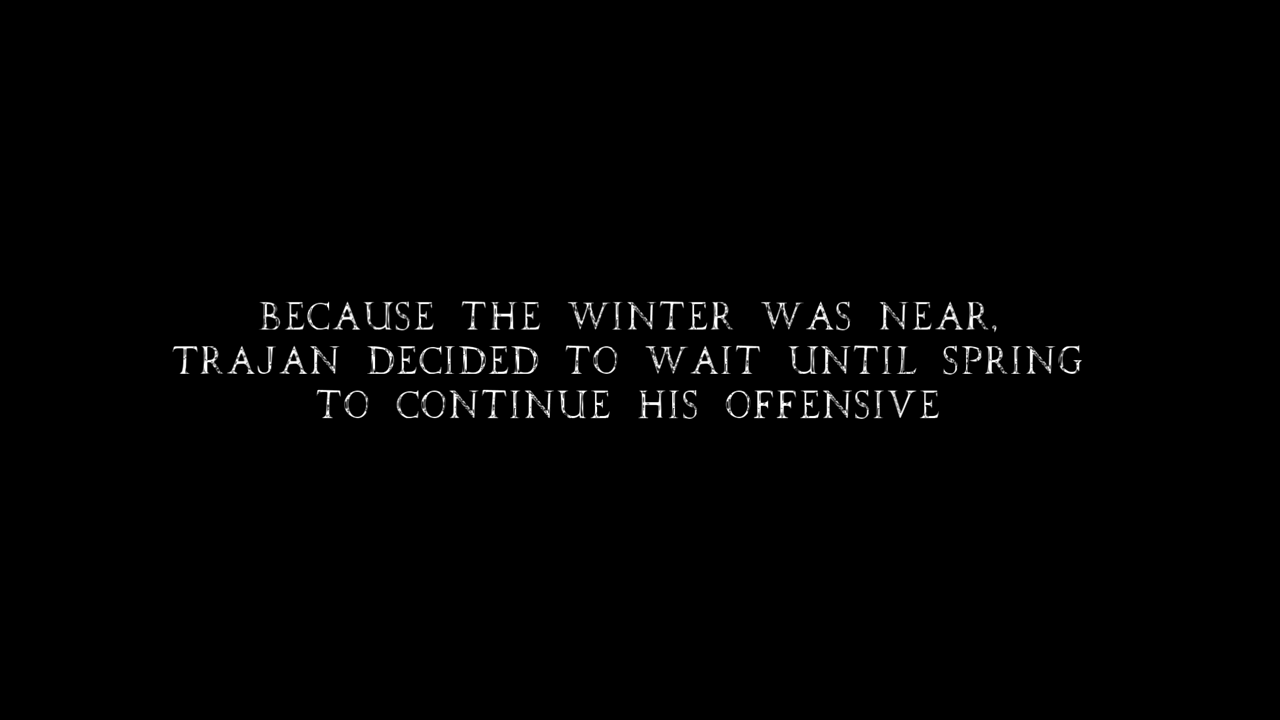 BECAUSE THE WINTER WAS NEAR,
TRAJAN DECIDED TO WAIT UNTIL SPRING
TO CONTINUE HIS OFFENSIVE